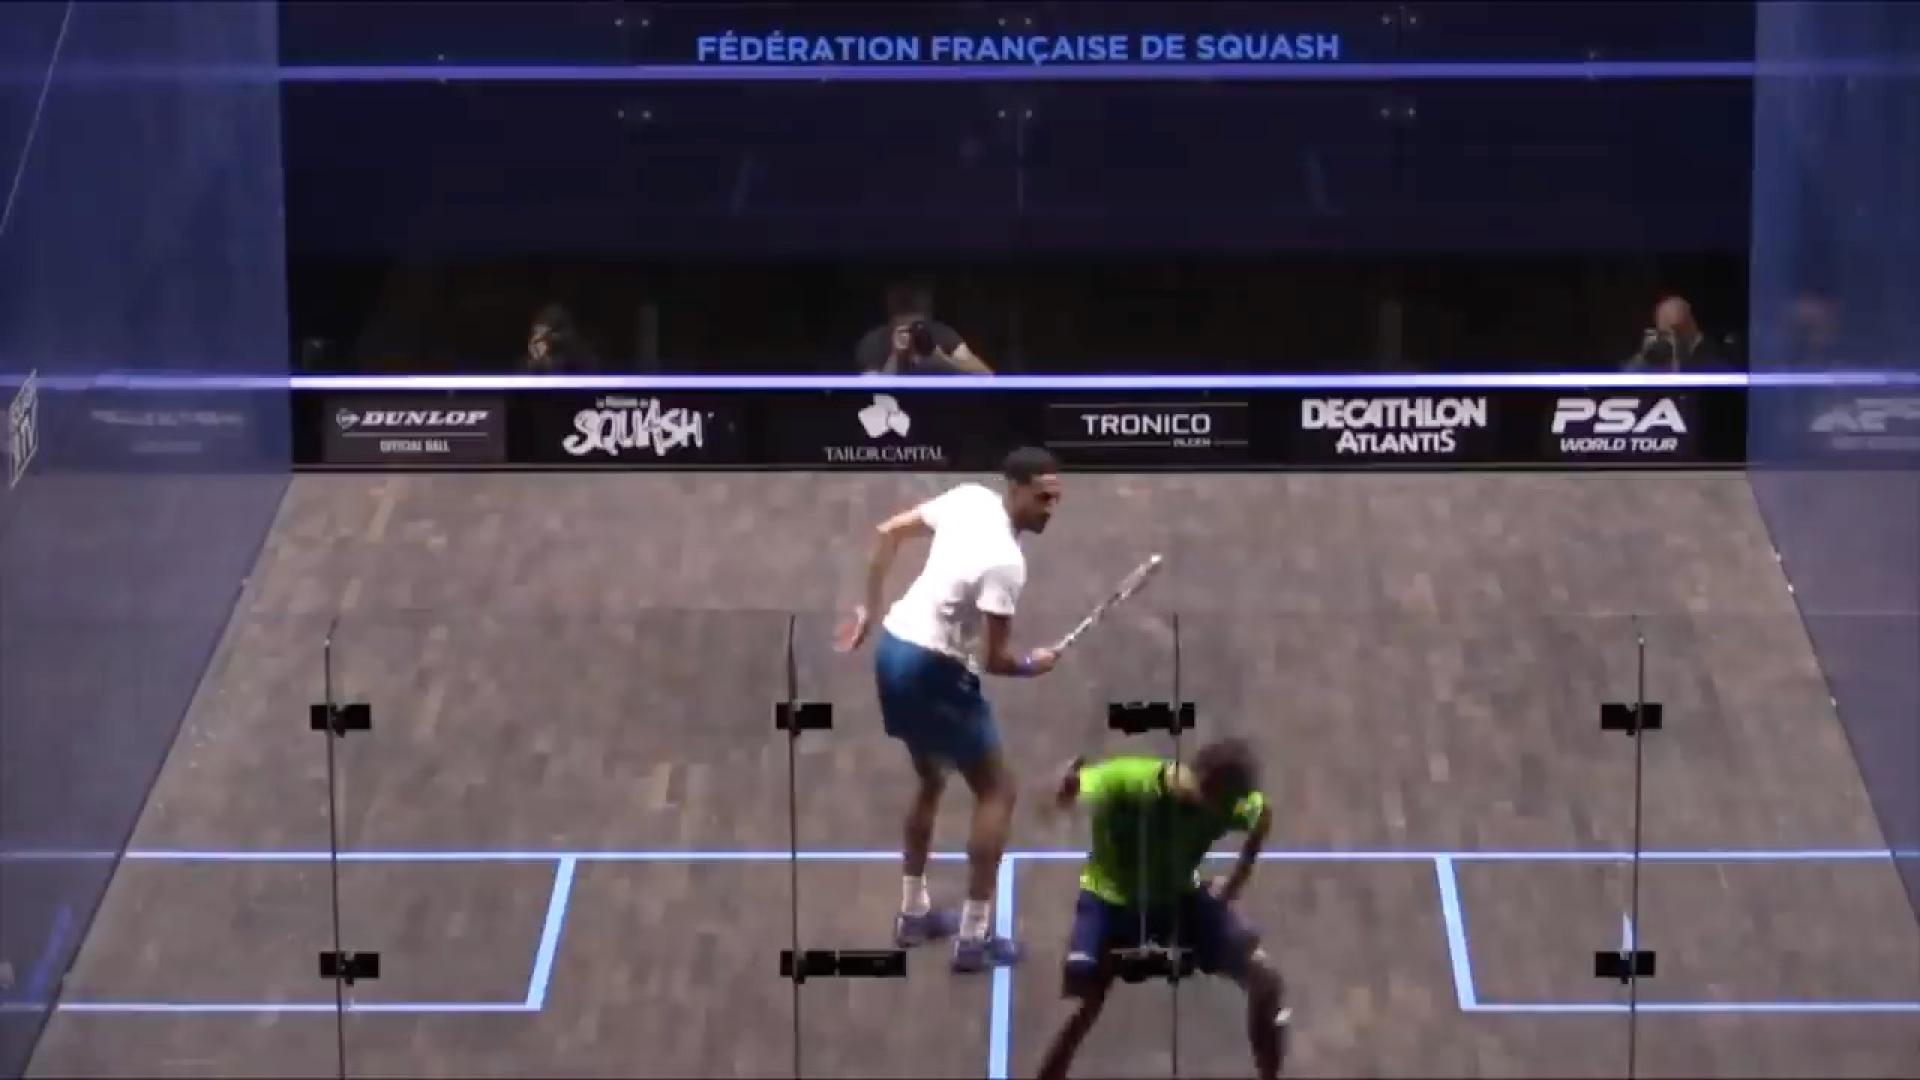 FÉDÉRATION FRANÇAISE DE SQUASH
DUNLOP
OFFICIAL BALL
SQUASH
TAILOR CAPITAL
TRONICO
DECATHLON
ATLANTIS
PSA
WORLD TOUR